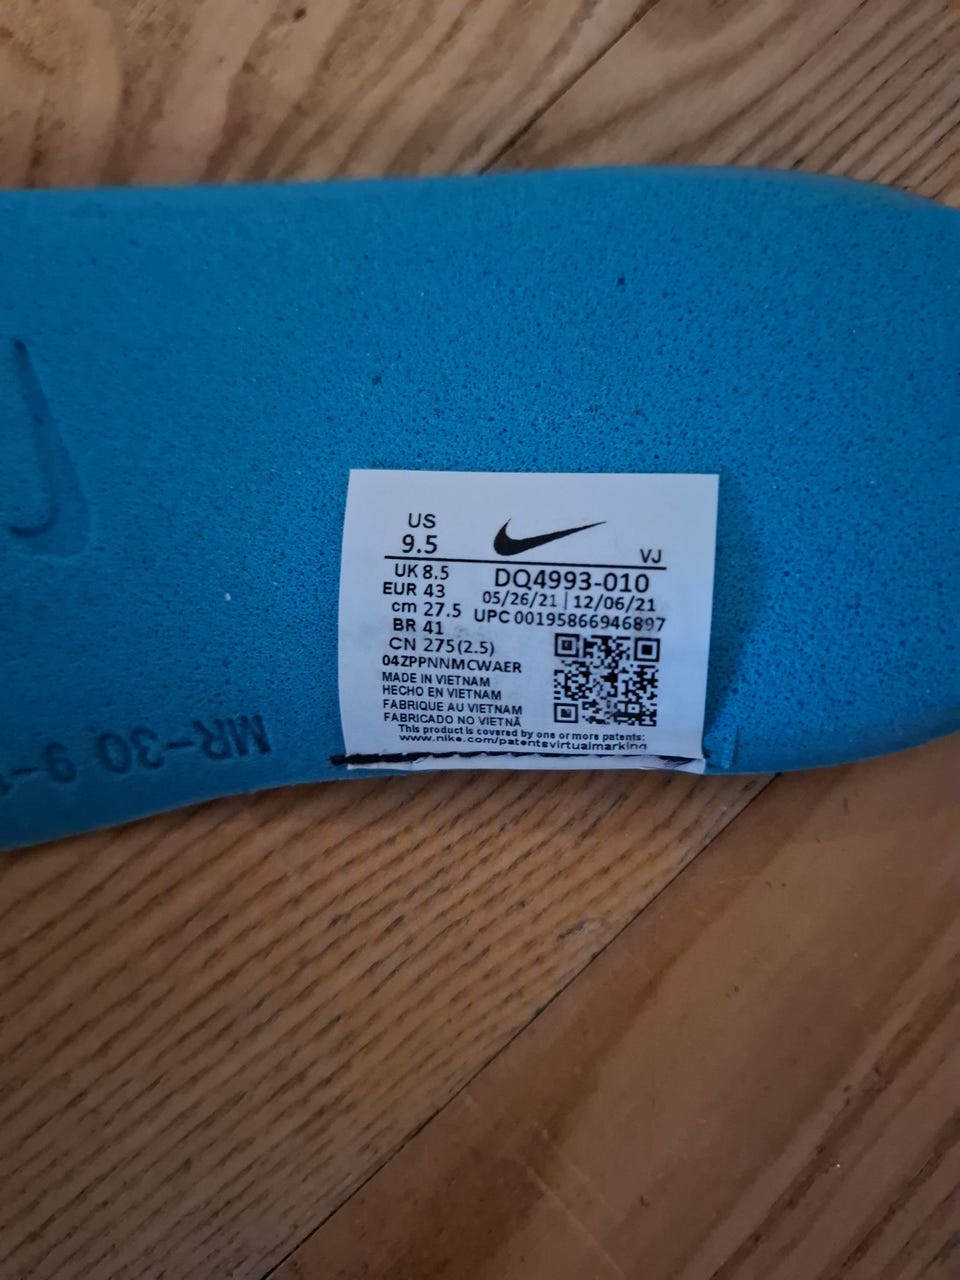 US
9.5
VJ
UK 8.5
EUR 43
cm 27.5
BR 41
CN 275(2.5)
DQ4993-010
05/26/21 | 12/06/21
UPC 00195866946897
04ZPPNNMCWAER
MADE IN VIETNAM
HECHO EN VIETNAM
FABRIQUE AU VIETNAM
FABRICADO NO VIETNÃ
This product is covered by one or more patents:
www.nike.com/patentsvirtualmarking
MR-30